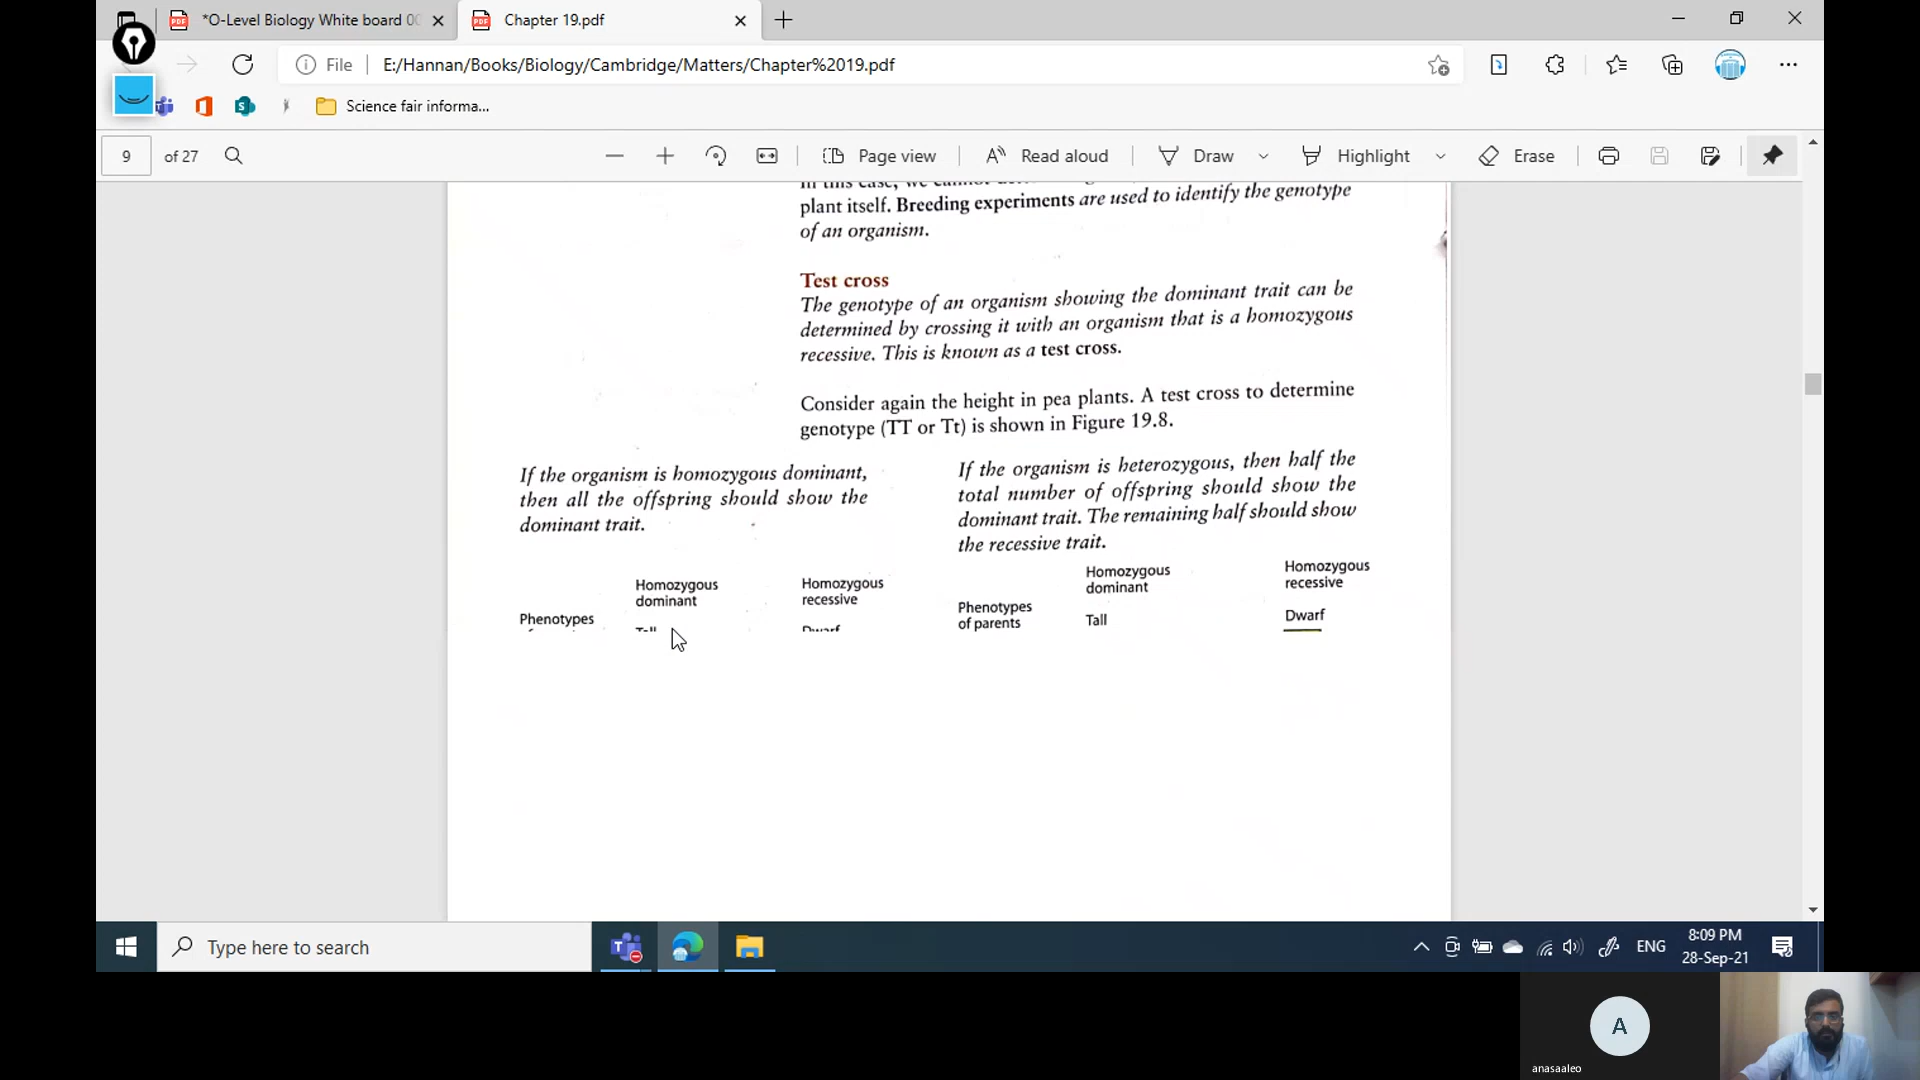 *O-Level Biology White board 00
Chapter 19.pdf
File E:/Hannan/Books/Biology/Cambridge/Matters/Chapter%2019.pdf
Science fair informa...
9 of 27 Page view Read aloud Draw Highlight Erase
In this case, we cannot
plant itself. Breeding experiments are used to identify the genotype
of an organism.
Test cross
The genotype of an organism showing the dominant trait can be
determined by crossing it with an organism that is a homozygous
recessive. This is known as a test cross.
Consider again the height in pea plants. A test cross to determine
genotype (TT or Tt) is shown in Figure 19.8.
If the organism is homozygous dominant,
then all the offspring should show the
dominant trait.
Homozygous
dominant
Homozygous
recessive
Phenotypes
Tall
Dwarf
If the organism is heterozygous, then half the
total number of offspring should show the
dominant trait. The remaining half should show
the recessive trait.
Homozygous
dominant
Homozygous
recessive
Phenotypes
of parents
Tall
Dwarf
Type here to search
ENG
8:09 PM
28-Sep-21
A
anasaaleo